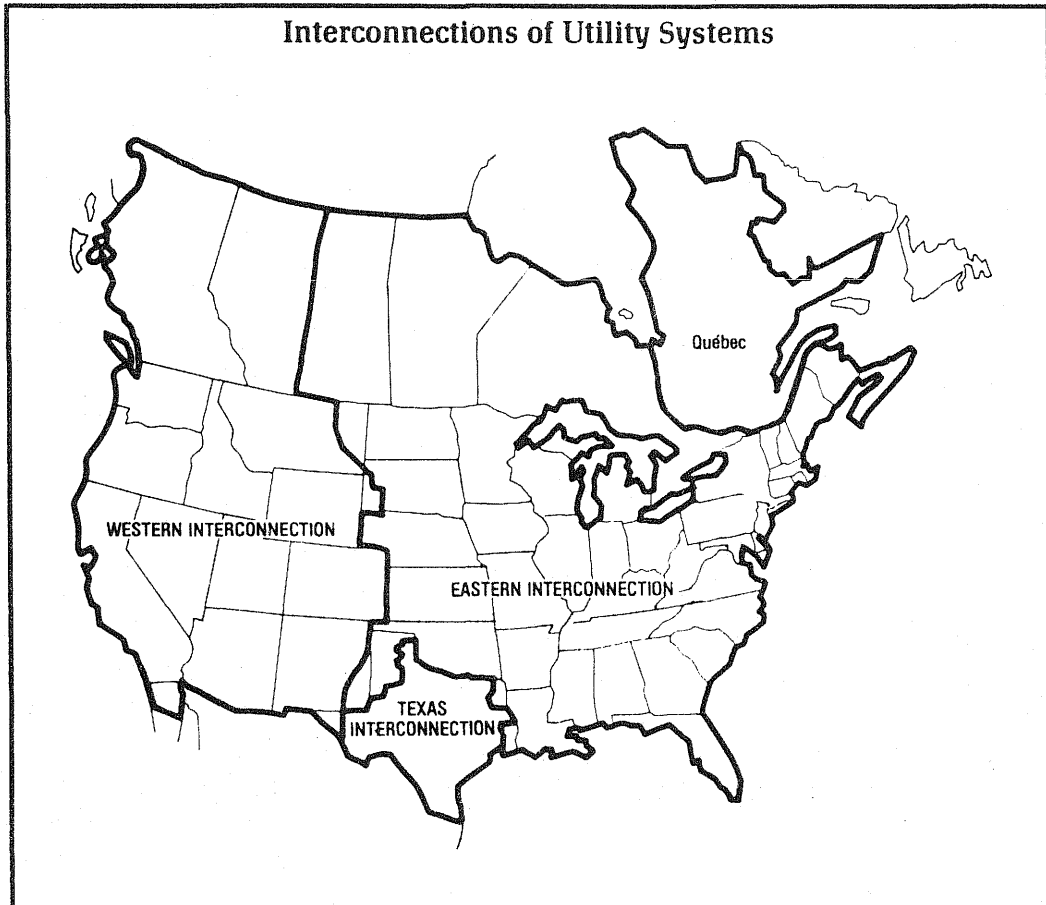 Interconnections of Utility Systems
Québec
WESTERN INTERCONNECTION
EASTERN INTERCONNECTION
TEXAS
INTERCONNECTION